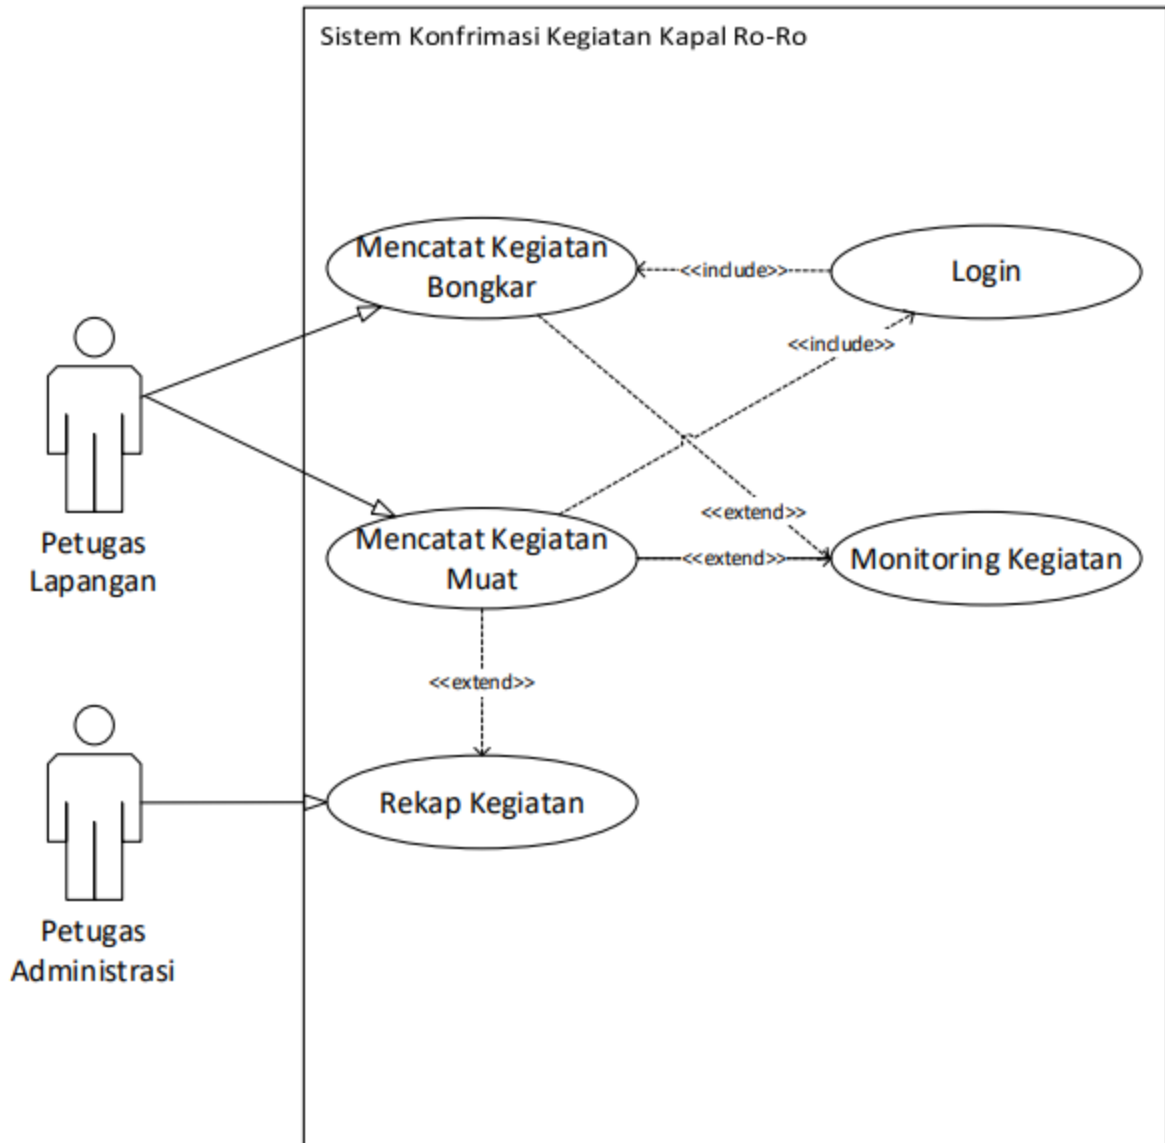 Sistem Konfrimasi Kegiatan Kapal Ro-Ro
Mencatat Kegiatan
Bongkar
<<include>>
Login
<<include>>
Petugas
Lapangan
<<extend>>
Mencatat Kegiatan
Muat
<<extend>>
Monitoring Kegiatan
<<extend>>
Rekap Kegiatan
Petugas
Administrasi